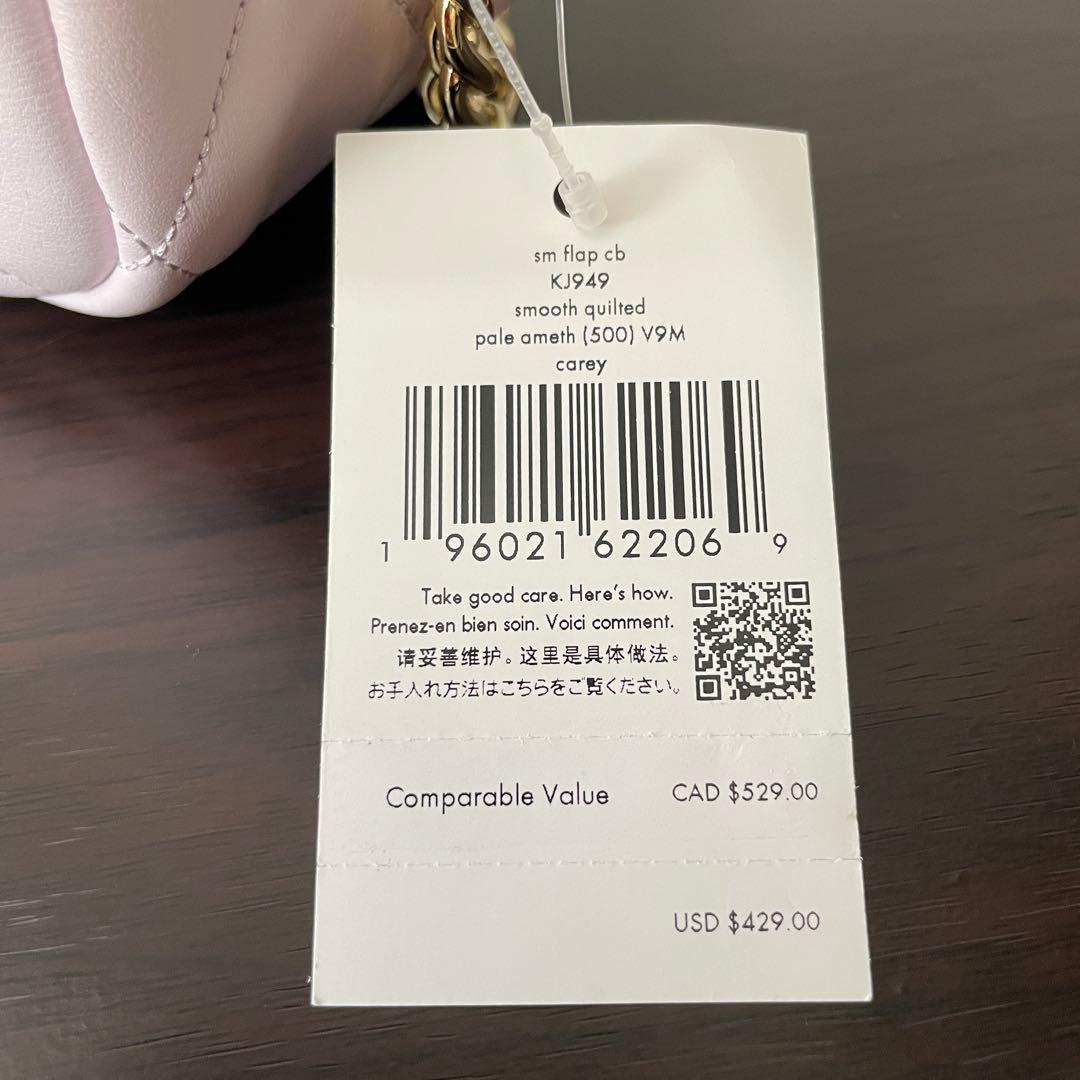 sm flap cb
KJ949
smooth quilted
pale ameth (500) V9M
carey
1 96021 62206 9
Take good care. Here's how.
Prenez-en bien soin. Voici comment.
请妥善维护。这里是具体做法。
お手入れ方法はこちらをご覧ください。
Comparable Value CAD $529.00
USD $429.00